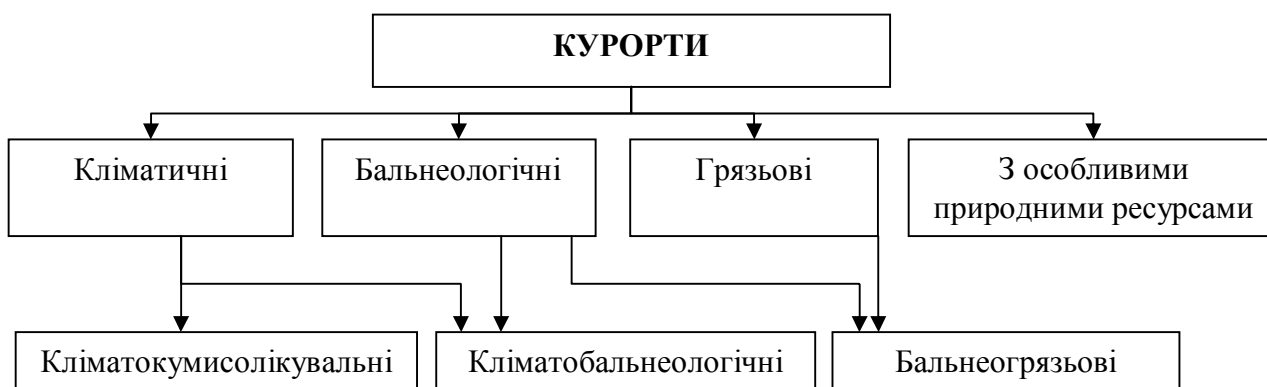 КУРОРТИ
Кліматичні
Бальнеологічні
Грязьові
З особливими
природними ресурсами
Кліматокумисолікувальні
Кліматобальнеологічні
Бальнеогрязьові